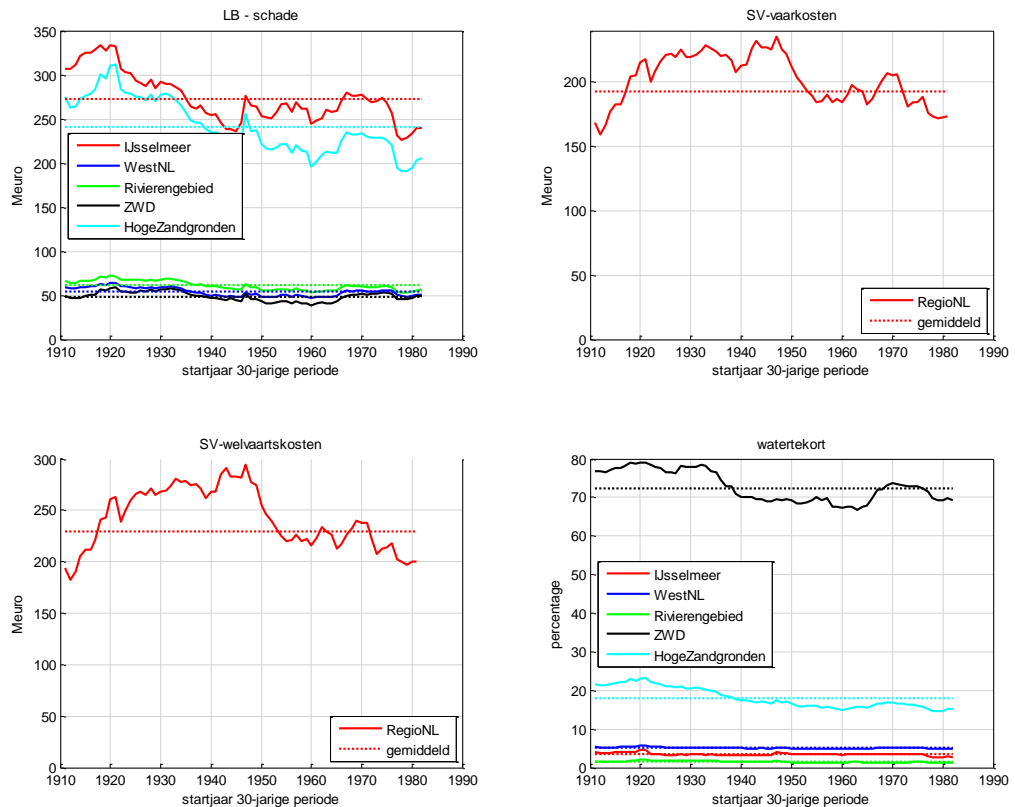 LB - schade
350
300
250
200
150
100
50
0
Meuro
IJsselmeer
WestNL
Rivierengebied
ZWD
HogeZandgronden
1910 1920 1930 1940 1950 1960 1970 1980 1990
startjaar 30-jarige periode
SV-vaarkosten
200
150
100
50
0
Meuro
RegioNL
gemiddeld
1910 1920 1930 1940 1950 1960 1970 1980 1990
startjaar 30-jarige periode
SV-welvaartskosten
300
250
200
150
100
50
0
Meuro
RegioNL
gemiddeld
1910 1920 1930 1940 1950 1960 1970 1980 1990
startjaar 30-jarige periode
watertekort
80
70
60
50
40
30
20
10
0
percentage
IJsselmeer
WestNL
Rivierengebied
ZWD
HogeZandgronden
1910 1920 1930 1940 1950 1960 1970 1980 1990
startjaar 30-jarige periode